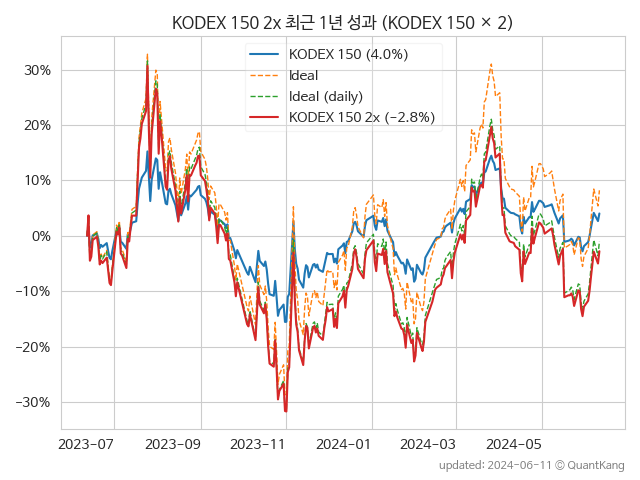 KODEX 150 2x 최근 1년 성과 (KODEX 150 × 2)
KODEX 150 (4.0%)
Ideal
Ideal (daily)
KODEX 150 2x (−2.8%)
30%
20%
10%
0%
−10%
−20%
−30%
2023-07
2023-09
2023-11
2024-01
2024-03
2024-05
updated: 2024-06-11 © QuantKang